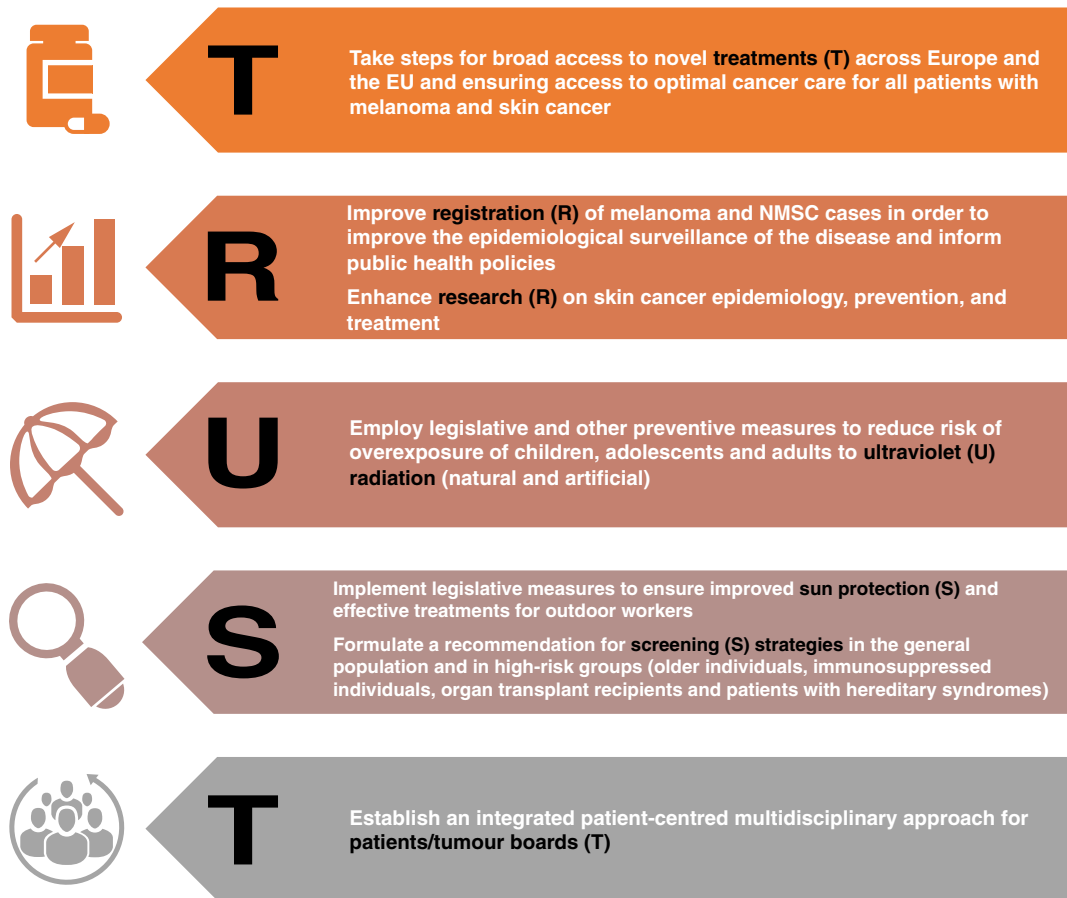 T
Take steps for broad access to novel treatments (T) across Europe and
the EU and ensuring access to optimal cancer care for all patients with
melanoma and skin cancer
R
Improve registration (R) of melanoma and NMSC cases in order to
improve the epidemiological surveillance of the disease and inform
public health policies
Enhance research (R) on skin cancer epidemiology, prevention, and
treatment
U
Employ legislative and other preventive measures to reduce risk of
overexposure of children, adolescents and adults to ultraviolet (U)
radiation (natural and artificial)
S
Implement legislative measures to ensure improved sun protection (S) and
effective treatments for outdoor workers
Formulate a recommendation for screening (S) strategies in the general
population and in high-risk groups (older individuals, immunosuppressed
individuals, organ transplant recipients and patients with hereditary syndromes)
T
Establish an integrated patient-centred multidisciplinary approach for
patients/tumour boards (T)